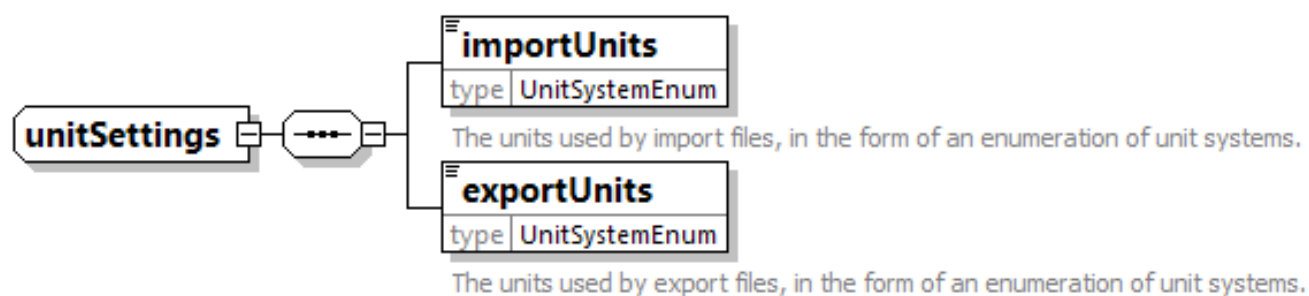 importUnits
type UnitSystemEnum
The units used by import files, in the form of an enumeration of unit systems.
unitSettings
exportUnits
type UnitSystemEnum
The units used by export files, in the form of an enumeration of unit systems.